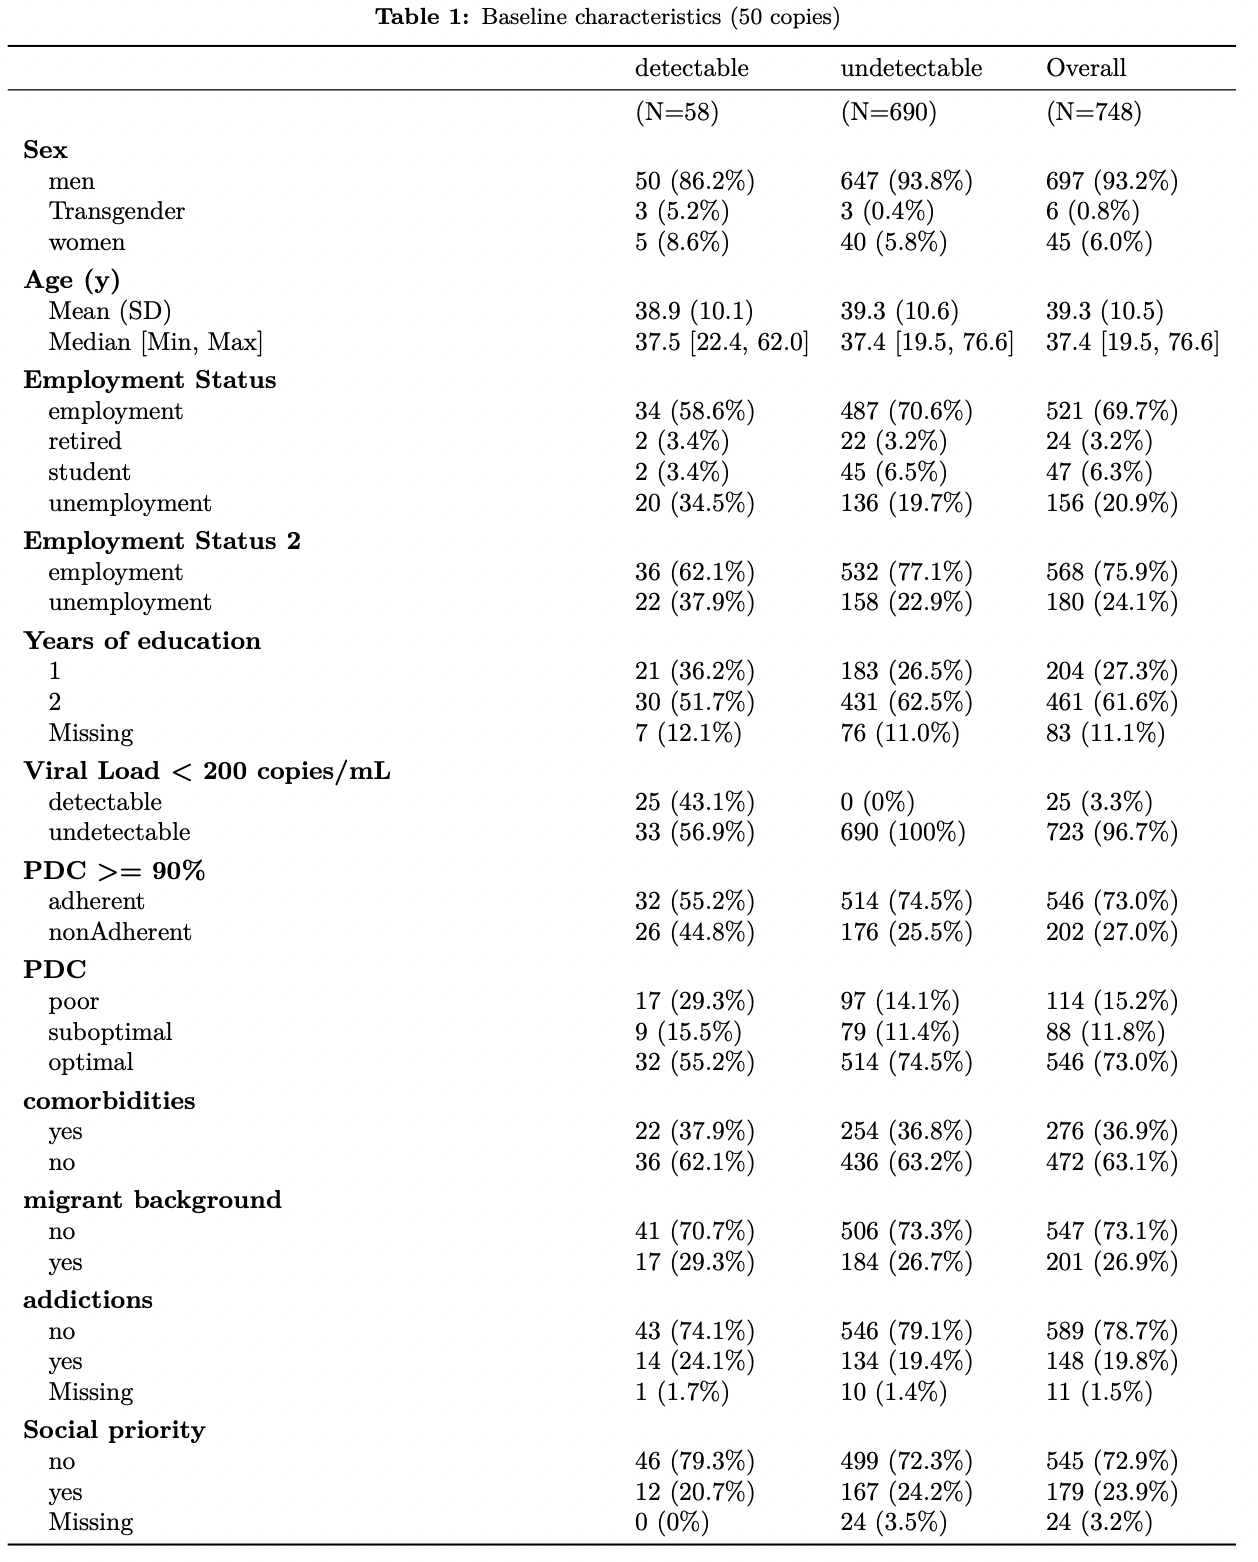 Table 1: Baseline characteristics (50 copies)
detectable undetectable Overall
(N=58) (N=690) (N=748)
Sex
men 50 (86.2%) 647 (93.8%) 697 (93.2%)
Transgender 3 (5.2%) 3 (0.4%) 6 (0.8%)
women 5 (8.6%) 40 (5.8%) 45 (6.0%)
Age (y)
Mean (SD) 38.9 (10.1) 39.3 (10.6) 39.3 (10.5)
Median [Min, Max] 37.5 [22.4, 62.0] 37.4 [19.5, 76.6] 37.4 [19.5, 76.6]
Employment Status
employment 34 (58.6%) 487 (70.6%) 521 (69.7%)
retired 2 (3.4%) 22 (3.2%) 24 (3.2%)
student 2 (3.4%) 45 (6.5%) 47 (6.3%)
unemployment 20 (34.5%) 136 (19.7%) 156 (20.9%)
Employment Status 2
employment 36 (62.1%) 532 (77.1%) 568 (75.9%)
unemployment 22 (37.9%) 158 (22.9%) 180 (24.1%)
Years of education
1 21 (36.2%) 183 (26.5%) 204 (27.3%)
2 30 (51.7%) 431 (62.5%) 461 (61.6%)
Missing 7 (12.1%) 76 (11.0%) 83 (11.1%)
Viral Load < 200 copies/mL
detectable 25 (43.1%) 0 (0%) 25 (3.3%)
undetectable 33 (56.9%) 690 (100%) 723 (96.7%)
PDC >= 90%
adherent 32 (55.2%) 514 (74.5%) 546 (73.0%)
nonAdherent 26 (44.8%) 176 (25.5%) 202 (27.0%)
PDC
poor 17 (29.3%) 97 (14.1%) 114 (15.2%)
suboptimal 9 (15.5%) 79 (11.4%) 88 (11.8%)
optimal 32 (55.2%) 514 (74.5%) 546 (73.0%)
comorbidities
yes 22 (37.9%) 254 (36.8%) 276 (36.9%)
no 36 (62.1%) 436 (63.2%) 472 (63.1%)
migrant background
no 41 (70.7%) 506 (73.3%) 547 (73.1%)
yes 17 (29.3%) 184 (26.7%) 201 (26.9%)
addictions
no 43 (74.1%) 546 (79.1%) 589 (78.7%)
yes 14 (24.1%) 134 (19.4%) 148 (19.8%)
Missing 1 (1.7%) 10 (1.4%) 11 (1.5%)
Social priority
no 46 (79.3%) 499 (72.3%) 545 (72.9%)
yes 12 (20.7%) 167 (24.2%) 179 (23.9%)
Missing 0 (0%) 24 (3.5%) 24 (3.2%)